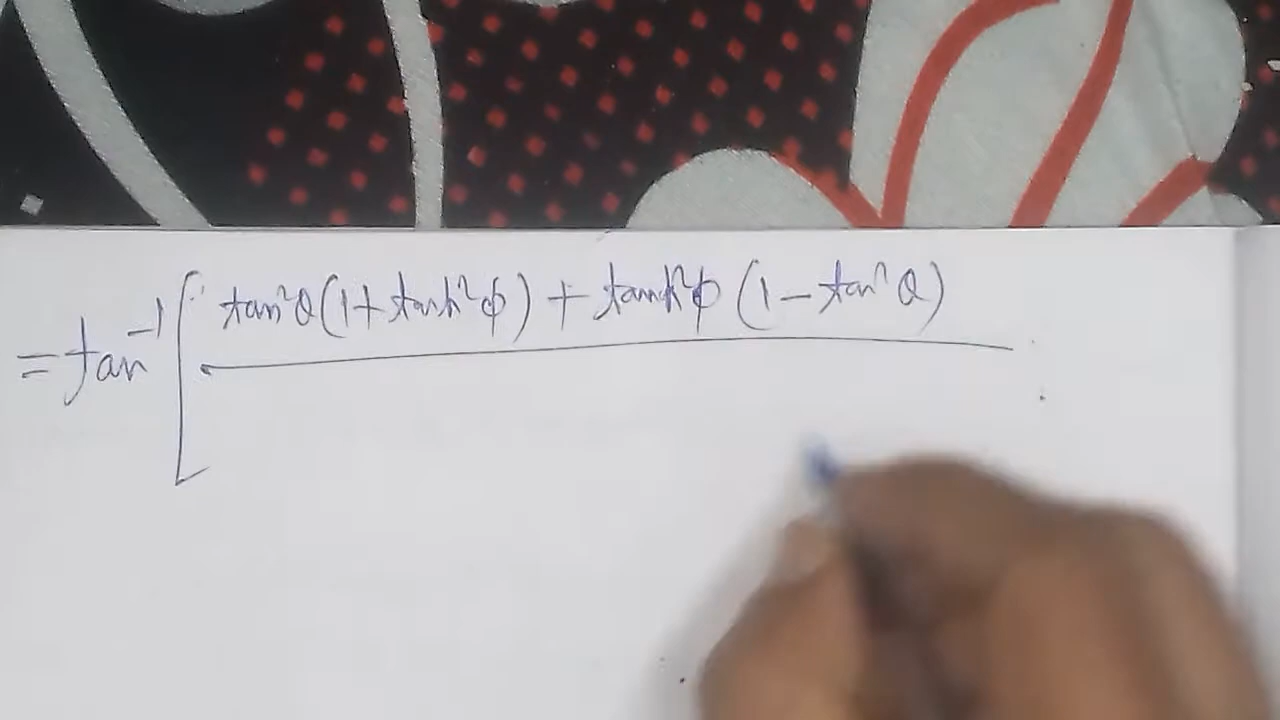 = tan⁻¹ [ tan²θ(1+tanh²φ) + tanh²φ (1 - tan²θ)